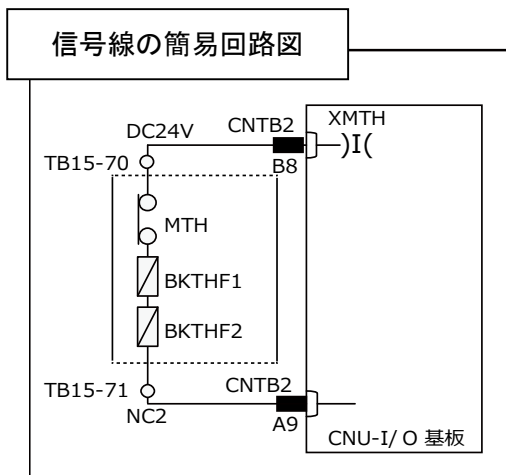 信号線の簡易回路図
XMTH
)I(
DC24V
CNTB2
TB15-70
B8
MTH
BKTHF1
BKTHF2
TB15-71
CNTB2
NC2
A9
CNU-I/O 基板